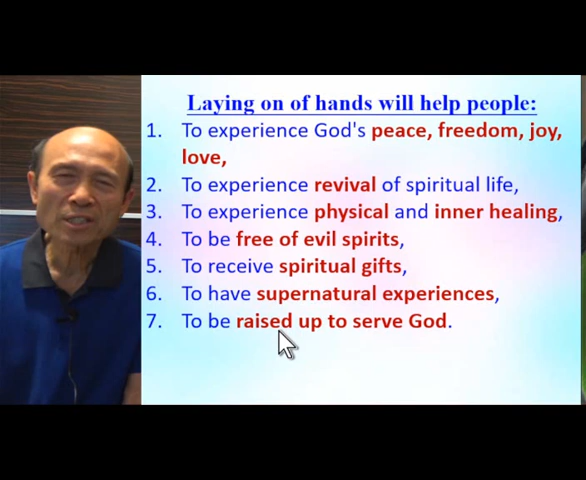 Laying on of hands will help people:
1. To experience God's peace, freedom, joy,
love,
2. To experience revival of spiritual life,
3. To experience physical and inner healing,
4. To be free of evil spirits,
5. To receive spiritual gifts,
6. To have supernatural experiences,
7. To be raised up to serve God.